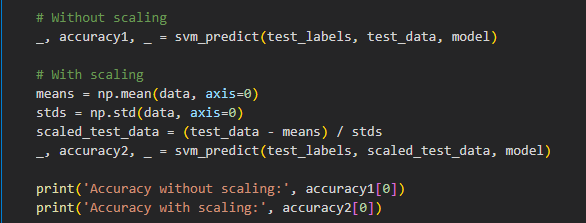 # Without scaling
_, accuracy1, _ = svm_predict(test_labels, test_data, model)
# With scaling
means = np.mean(data, axis=0)
stds = np.std(data, axis=0)
scaled_test_data = (test_data - means) / stds
_, accuracy2, _ = svm_predict(test_labels, scaled_test_data, model)
print('Accuracy without scaling:', accuracy1[0])
print('Accuracy with scaling:', accuracy2[0])